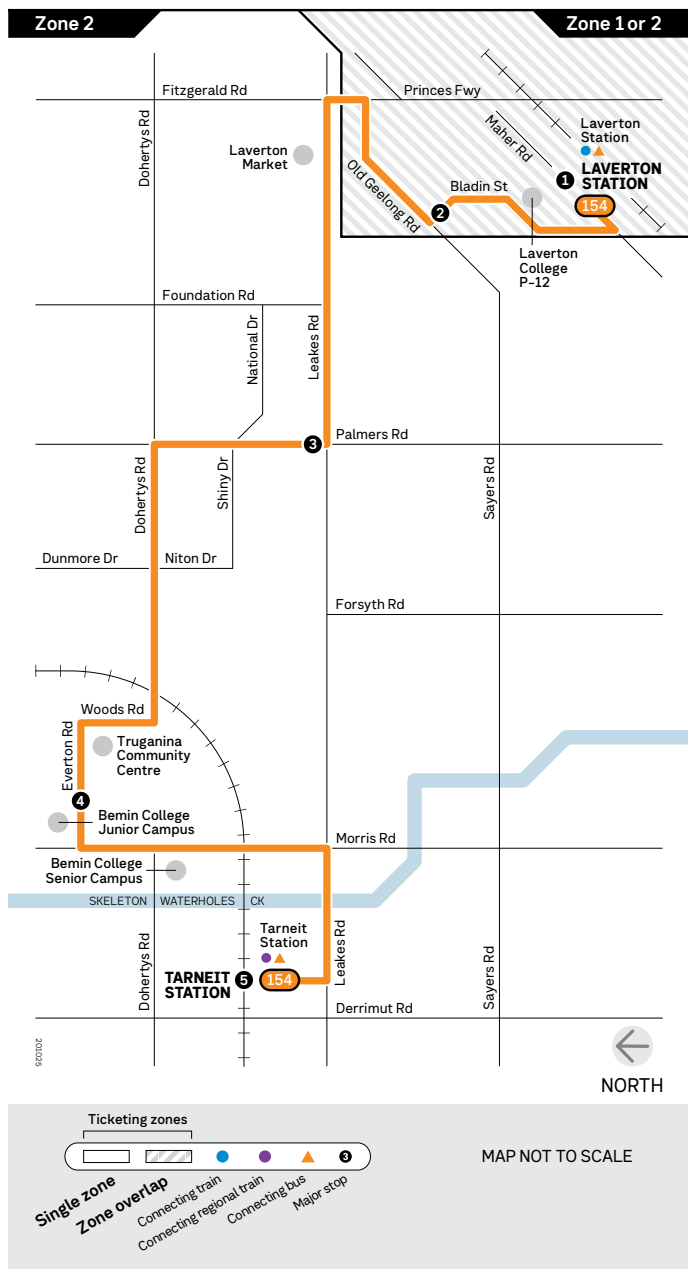 Zone 2
Zone 1 or 2
Fitzgerald Rd
Princes Fwy
Doherty​s Rd
Laverton
Market
Maher Rd
Laverton
Station
1
LAVERTON
STATION
154
Old Geelong Rd
Bladin St
2
Laverton
College
P-12
Foundation Rd
National Dr
Leakes Rd
3
Palmers Rd
Dohertys Rd
Shiny Dr
Sayers Rd
Dunmore Dr
Niton Dr
Forsyth Rd
Woods Rd
Everton Rd
Truganina
Community
Centre
4
Bemin College
Junior Campus
Morris Rd
Bemin College
Senior Campus
SKELETON WATERHOLES CK
Tarneit
Station
Dohertys Rd
TARNEIT
STATION
5
154
Leakes Rd
Sayers Rd
Derrimut Rd
201025
NORTH
Ticketing zones
3
Single zone
Zone overlap
Connecting train
Connecting regional train
Connecting bus
Major stop
MAP NOT TO SCALE